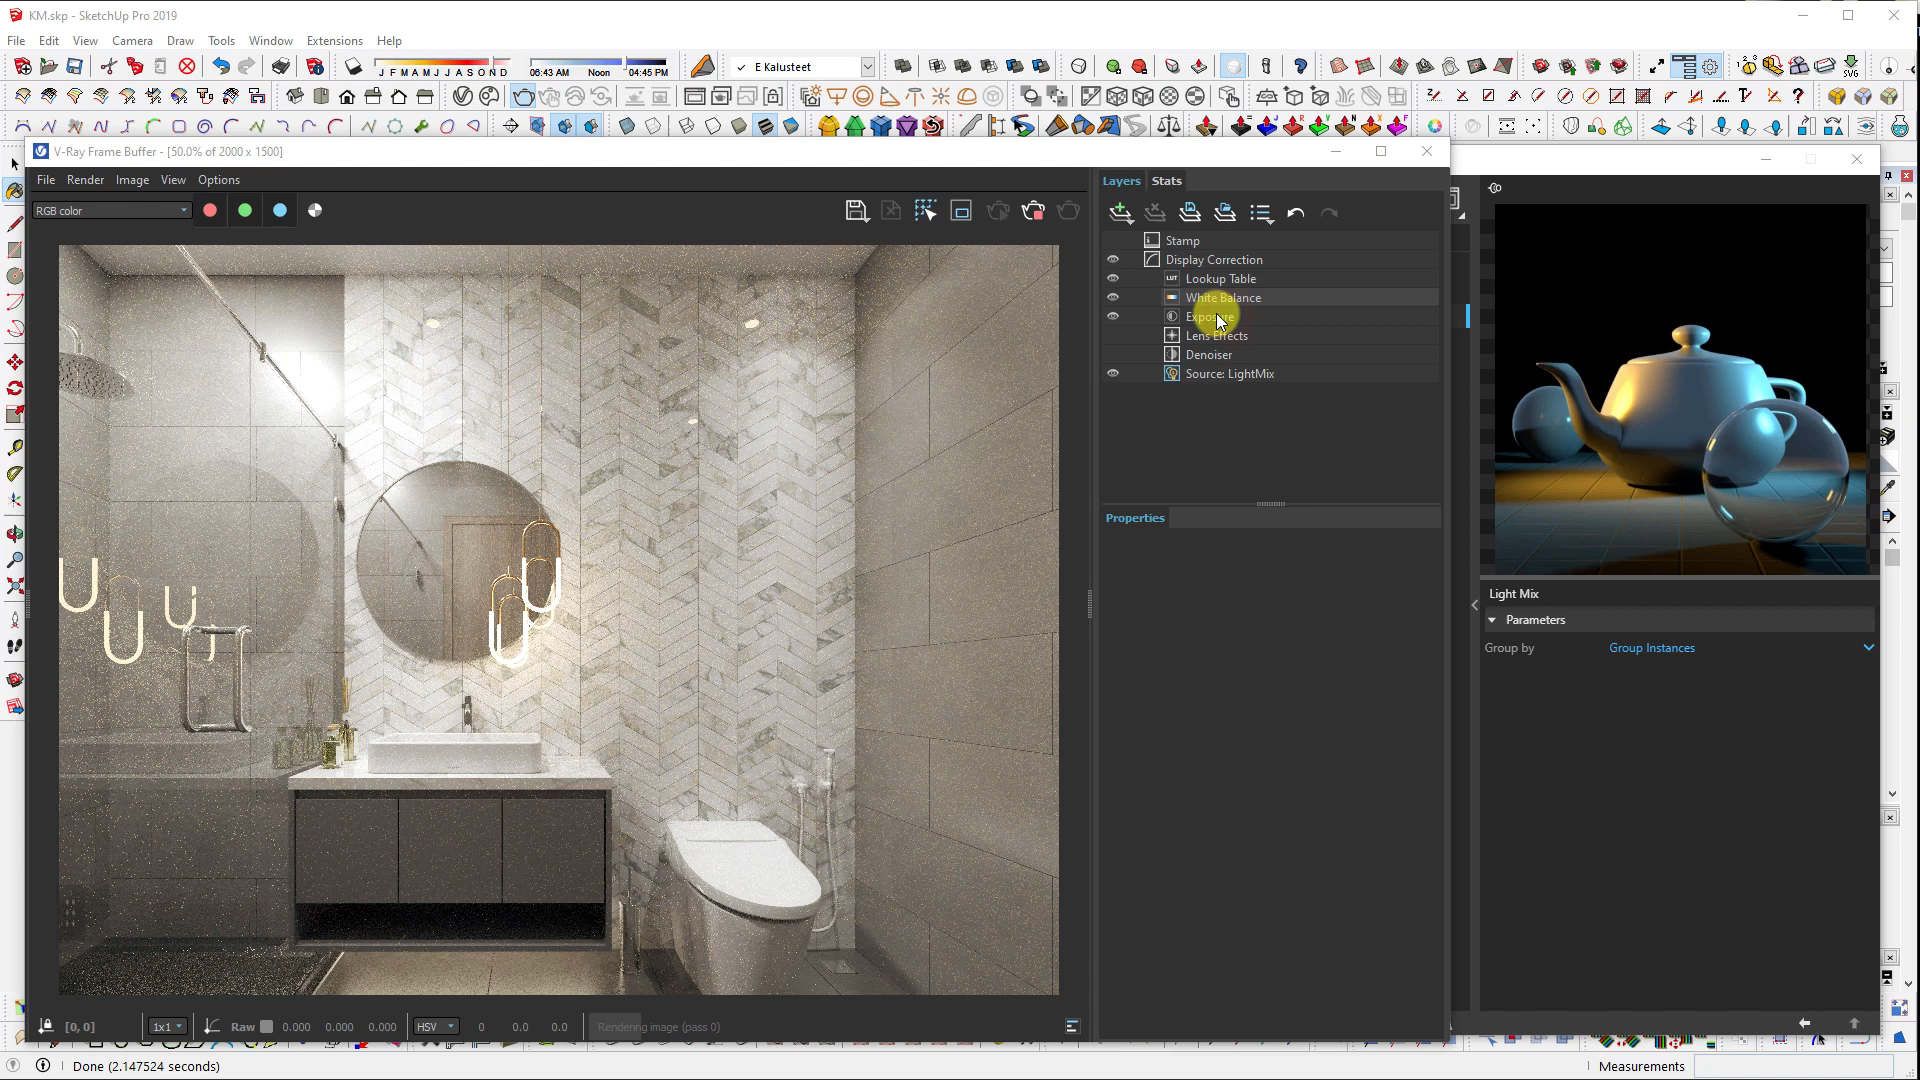 KM.skp - SketchUp Pro 2019
File Edit View Camera Draw Tools Window Extensions Help
J F M A M J J A S O N D
06:43 AM Noon 04:45 PM
✓ E Kalusteet
SVG
V-Ray Frame Buffer - [50.0% of 2000 x 1500]
File Render Image View Options
RGB color
Layers Stats
Stamp
Display Correction
LUT Lookup Table
White Balance
Exposure
Lens Effects
Denoiser
Source: LightMix
Properties
Light Mix
Parameters
Group by Group Instances
[0, 0] 1x1 Raw 0.000 0.000 0.000 HSV 0 0.0 0.0 Rendering image (pass 0)
Done (2.147524 seconds)
Measurements